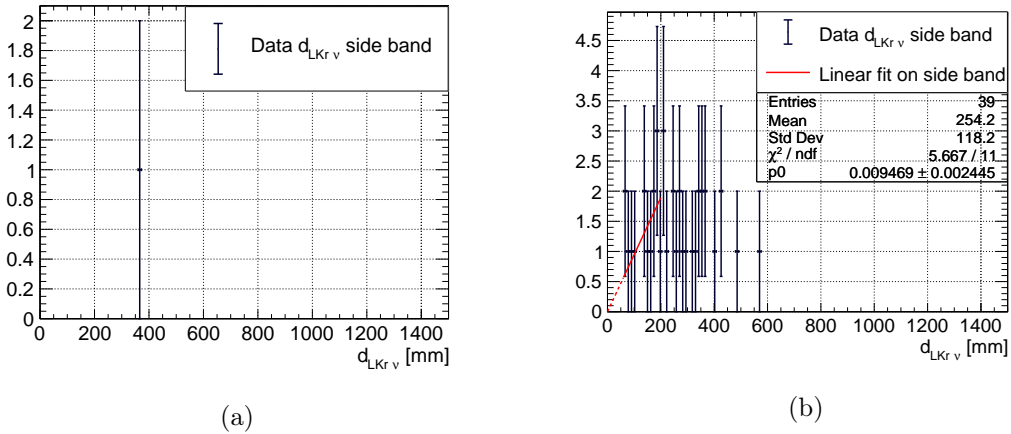 2
1.8
1.6
1.4
1.2
1
0.8
0.6
0.4
0.2
0
0 200 400 600 800 1000 1200 1400
d_{LKr ν} [mm]
Data d_{LKr ν} side band
(a)
4.5
4
3.5
3
2.5
2
1.5
1
0.5
0
0 200 400 600 800 1000 1200 1400
d_{LKr ν} [mm]
Data d_{LKr ν} side band
Linear fit on side band
Entries 39
Mean 254.2
Std Dev 118.2
χ² / ndf 5.667 / 11
p0 0.009469 ± 0.002445
(b)